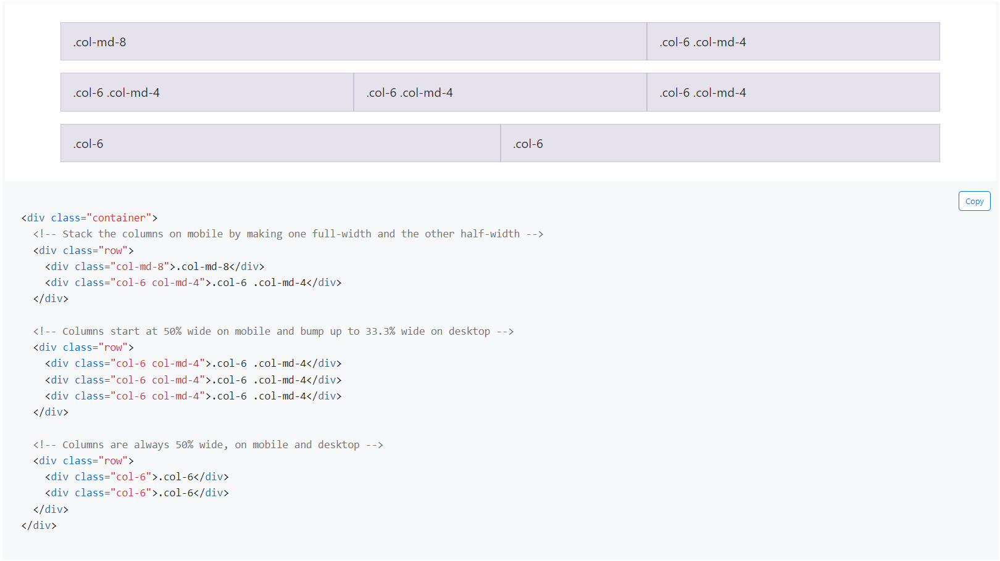 .col-md-8 .col-6 .col-md-4
.col-6 .col-md-4 .col-6 .col-md-4 .col-6 .col-md-4
.col-6 .col-6
Copy
<div class="container">
  <!-- Stack the columns on mobile by making one full-width and the other half-width -->
  <div class="row">
    <div class="col-md-8">.col-md-8</div>
    <div class="col-6 col-md-4">.col-6 .col-md-4</div>
  </div>

  <!-- Columns start at 50% wide on mobile and bump up to 33.3% wide on desktop -->
  <div class="row">
    <div class="col-6 col-md-4">.col-6 .col-md-4</div>
    <div class="col-6 col-md-4">.col-6 .col-md-4</div>
    <div class="col-6 col-md-4">.col-6 .col-md-4</div>
  </div>

  <!-- Columns are always 50% wide, on mobile and desktop -->
  <div class="row">
    <div class="col-6">.col-6</div>
    <div class="col-6">.col-6</div>
  </div>
</div>